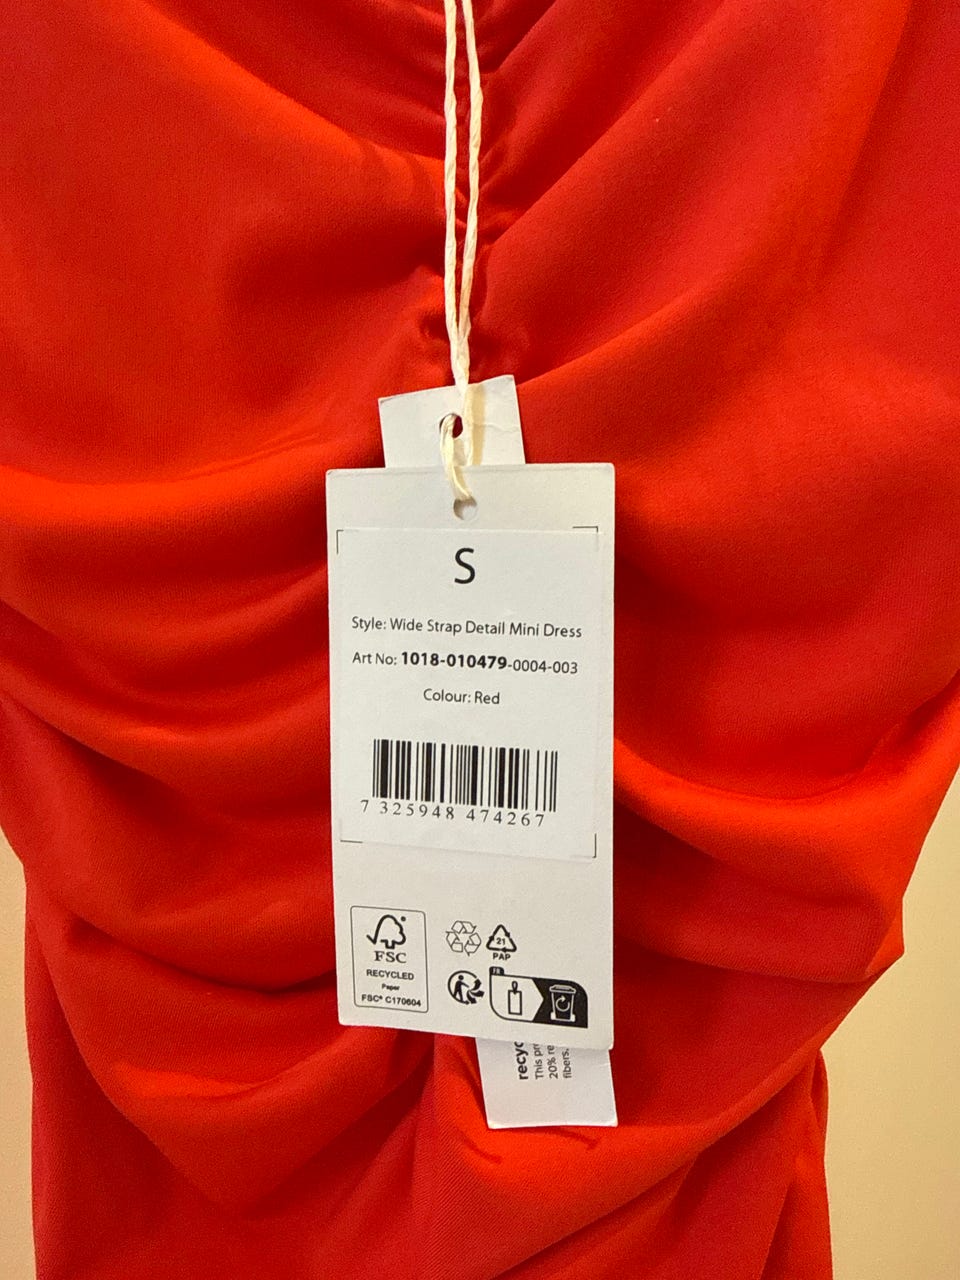 S
Style: Wide Strap Detail Mini Dress
Art No: 1018-010479-0004-003
Colour: Red
7 325948 474267
FSC
RECYCLED
Paper
FSC® C170604
21
PAP
FR
recyc
This pr
20% re
fibers,